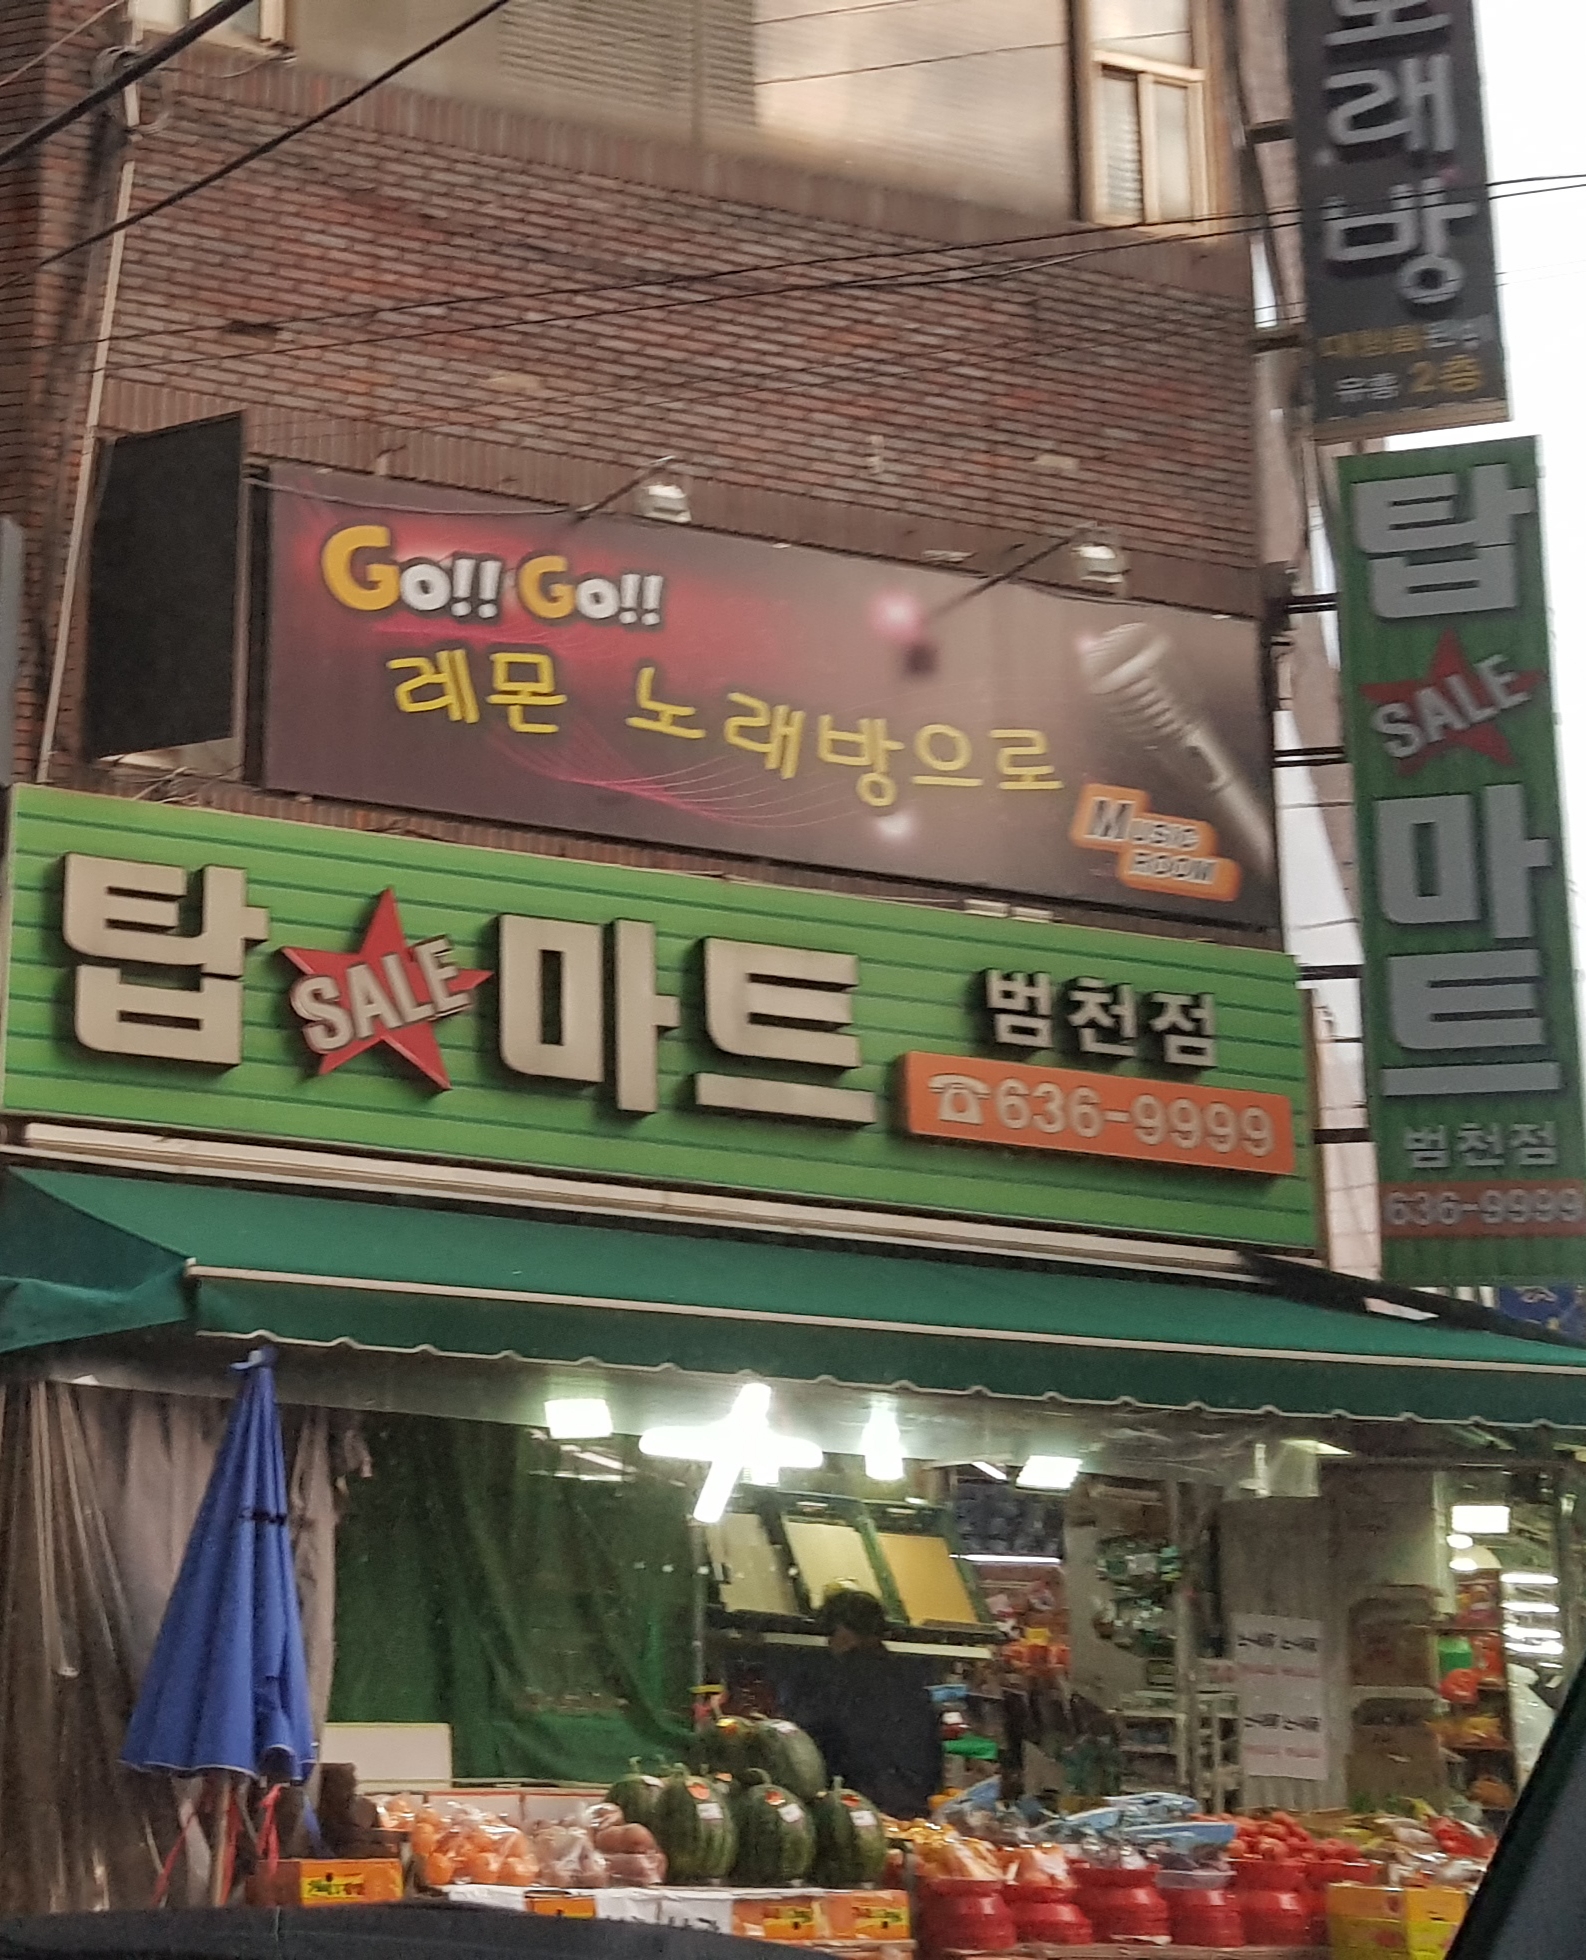 노래방
유흥 2종
Go!! Go!!
레몬 노래방으로
MUSIC
ROOM
탑 SALE 마트 범천점
☎636-9999
탑
SALE
마
트
범천점
636-9999